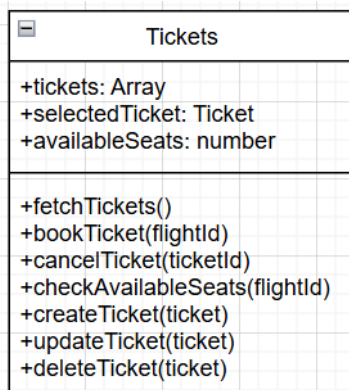 Tickets
+tickets: Array
+selectedTicket: Ticket
+availableSeats: number
+fetchTickets()
+bookTicket(flightId)
+cancelTicket(ticketId)
+checkAvailableSeats(flightId)
+createTicket(ticket)
+updateTicket(ticket)
+deleteTicket(ticket)